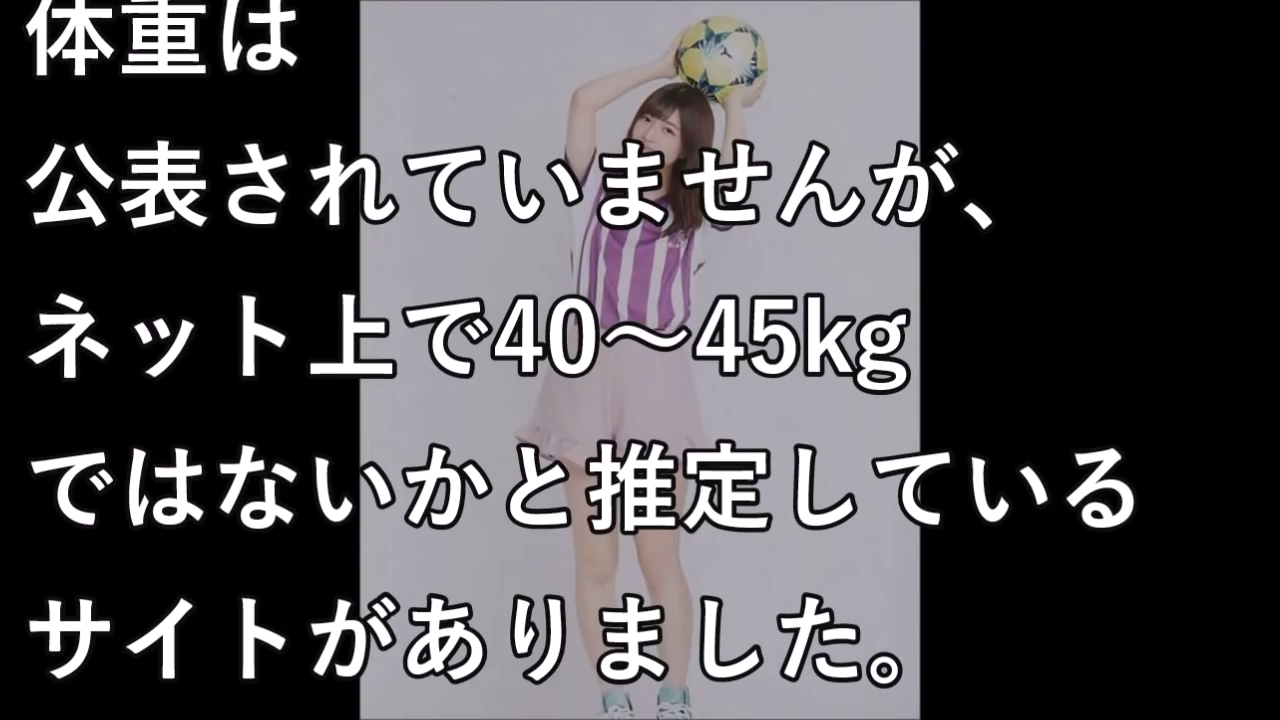 体重は
公表されていませんが、
ネット上で40～45kg
ではないかと推定している
サイトがありました。